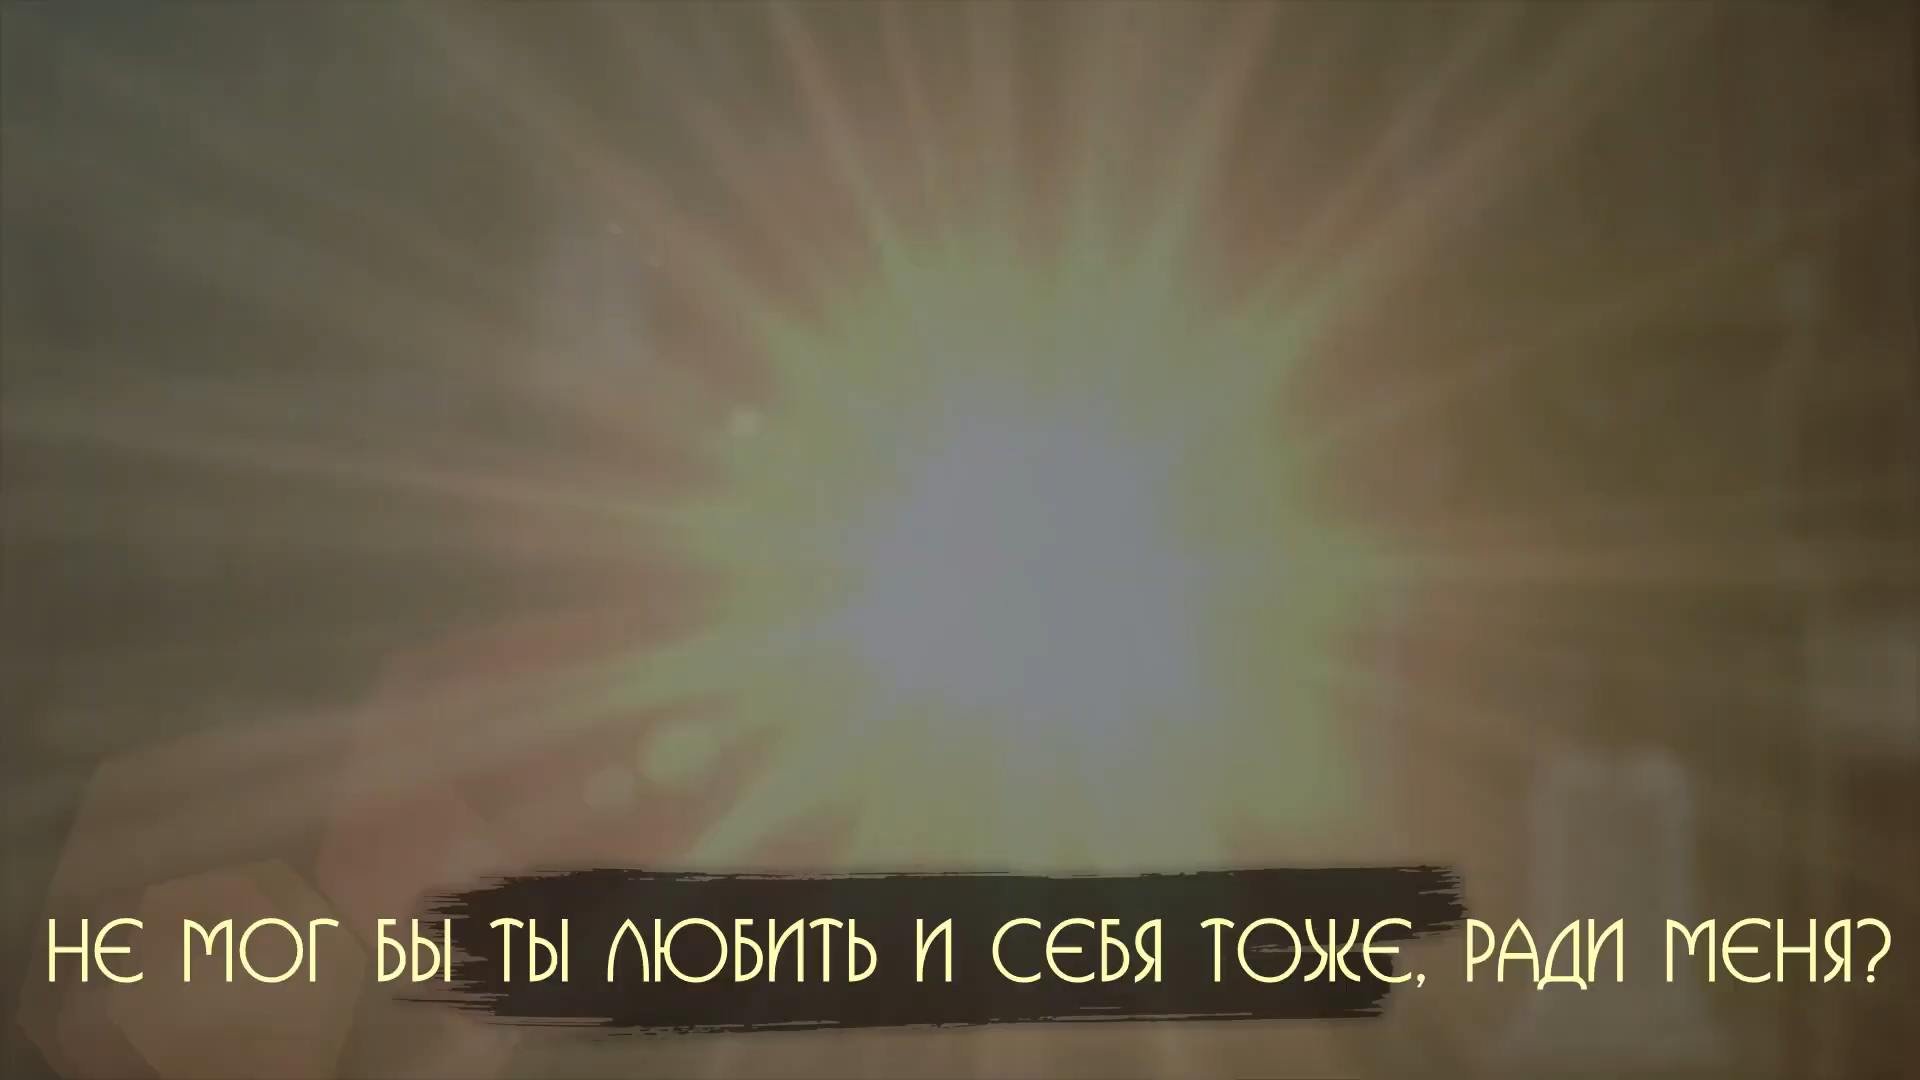 НЕ МОГ БЫ ТЫ ЛЮБИТЬ И СЕБЯ ТОЖЕ, РАДИ МЕНЯ?